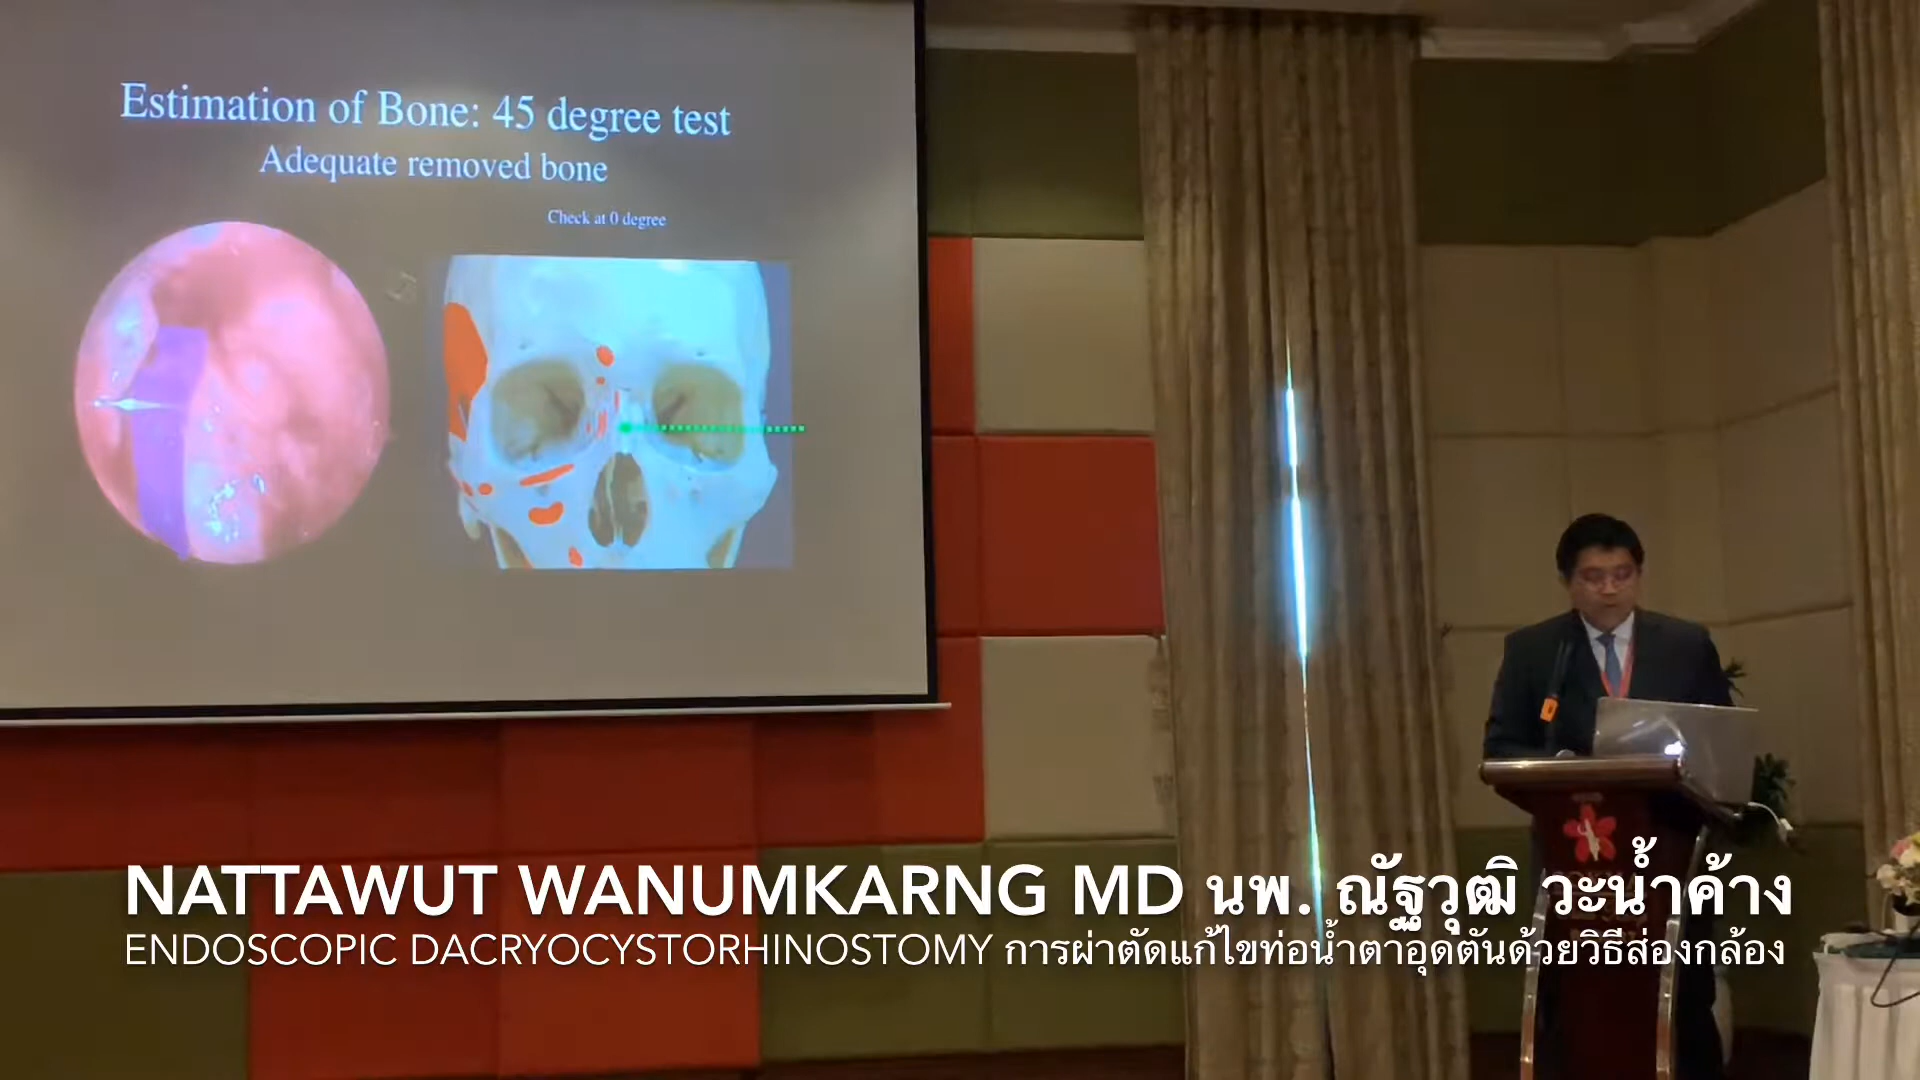 Estimation of Bone: 45 degree test
Adequate removed bone
Check at 0 degree
NATTAWUT WANUMKARNG MD นพ. ณัฐวุฒิ วะน้ำค้าง
ENDOSCOPIC DACRYOCYSTORHINOSTOMY การผ่าตัดแก้ไขท่อน้ำตาอุดตันด้วยวิธีส่องกล้อง